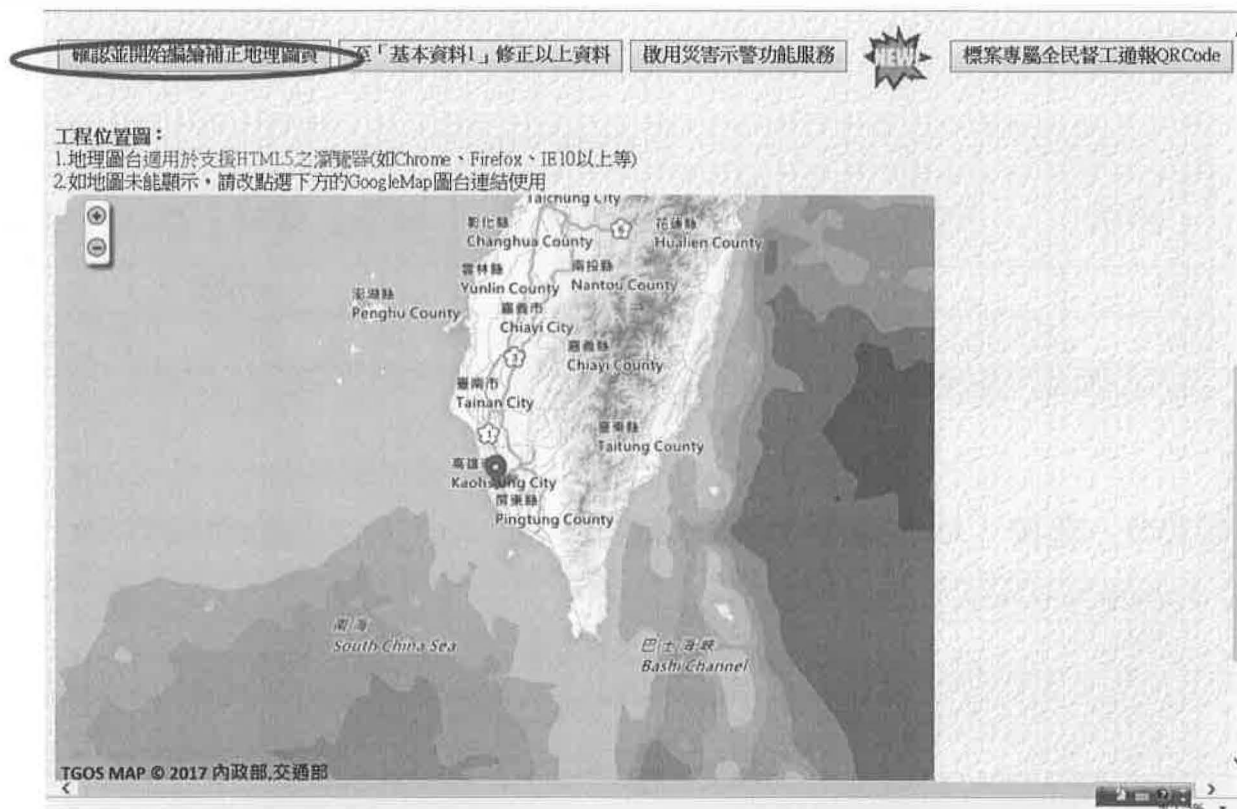 確認並開始編繪補正地理圖資
至「基本資料1」修正以上資料
啟用災害示警功能服務
NEW
標案專屬全民督工通報QRCode
工程位置圖：
1.地理圖台適用於支援HTML5之瀏覽器(如Chrome、Firefox、IE10以上等)
2.如地圖未能顯示，請改點選下方的GoogleMap圖台連結使用
Taichung City
彰化縣
Changhua County
6
花蓮縣
Hualien County
雲林縣
Yunlin County
南投縣
Nantou County
澎湖縣
Penghu County
嘉義市
Chiayi City
嘉義縣
Chiayi County
3
臺南市
Tainan City
1
臺東縣
Taitung County
高雄
Kaohsiung City
屏東縣
Pingtung County
南海
South China Sea
巴士海峽
Bashi Channel
TGOS MAP © 2017 內政部,交通部